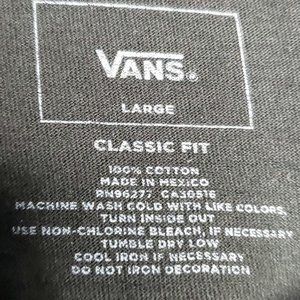 VANS®
LARGE
CLASSIC FIT
100% COTTON
MADE IN MEXICO
RN96277 CA30516
MACHINE WASH COLD WITH LIKE COLORS,
TURN INSIDE OUT
USE NON-CHLORINE BLEACH, IF NECESSARY
TUMBLE DRY LOW
COOL IRON IF NECESSARY
DO NOT IRON DECORATION